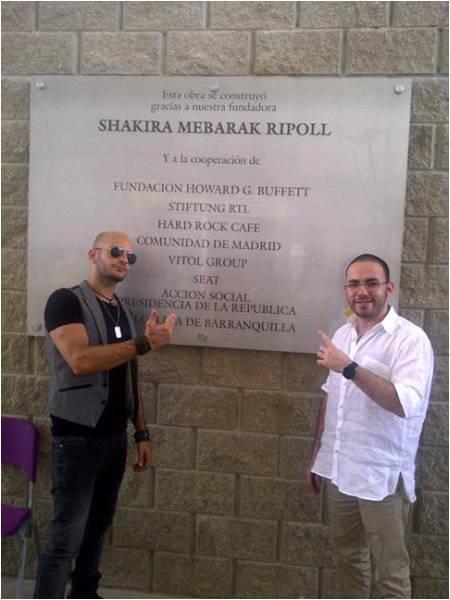 Esta obra se construyó
gracias a nuestra fundadora
SHAKIRA MEBARAK RIPOLL
Y a la cooperación de
FUNDACION HOWARD G. BUFFETT
STIFTUNG RTL
HARD ROCK CAFE
COMUNIDAD DE MADRID
VITOL GROUP
SEAT
ACCION SOCIAL
PRESIDENCIA DE LA REPUBLICA
DE BARRANQUILLA